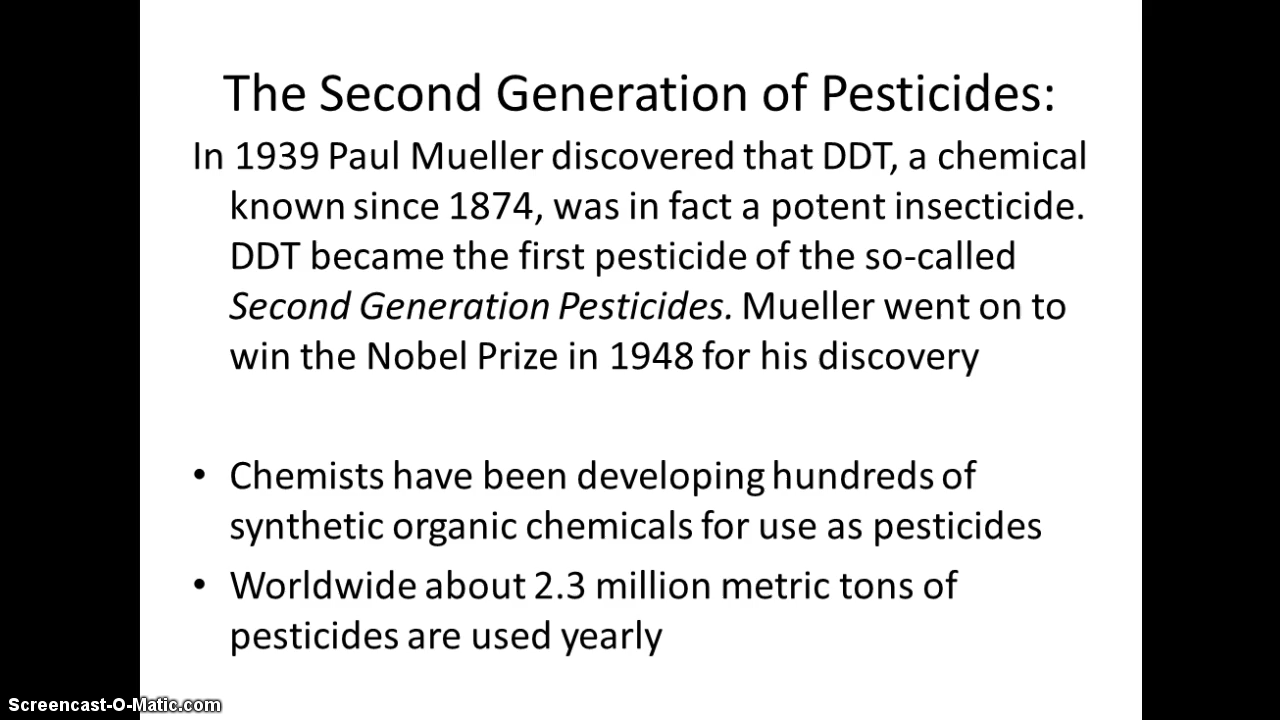 The Second Generation of Pesticides:
In 1939 Paul Mueller discovered that DDT, a chemical
known since 1874, was in fact a potent insecticide.
DDT became the first pesticide of the so-called
Second Generation Pesticides. Mueller went on to
win the Nobel Prize in 1948 for his discovery
• Chemists have been developing hundreds of
synthetic organic chemicals for use as pesticides
• Worldwide about 2.3 million metric tons of
pesticides are used yearly
Screencast-O-Matic.com